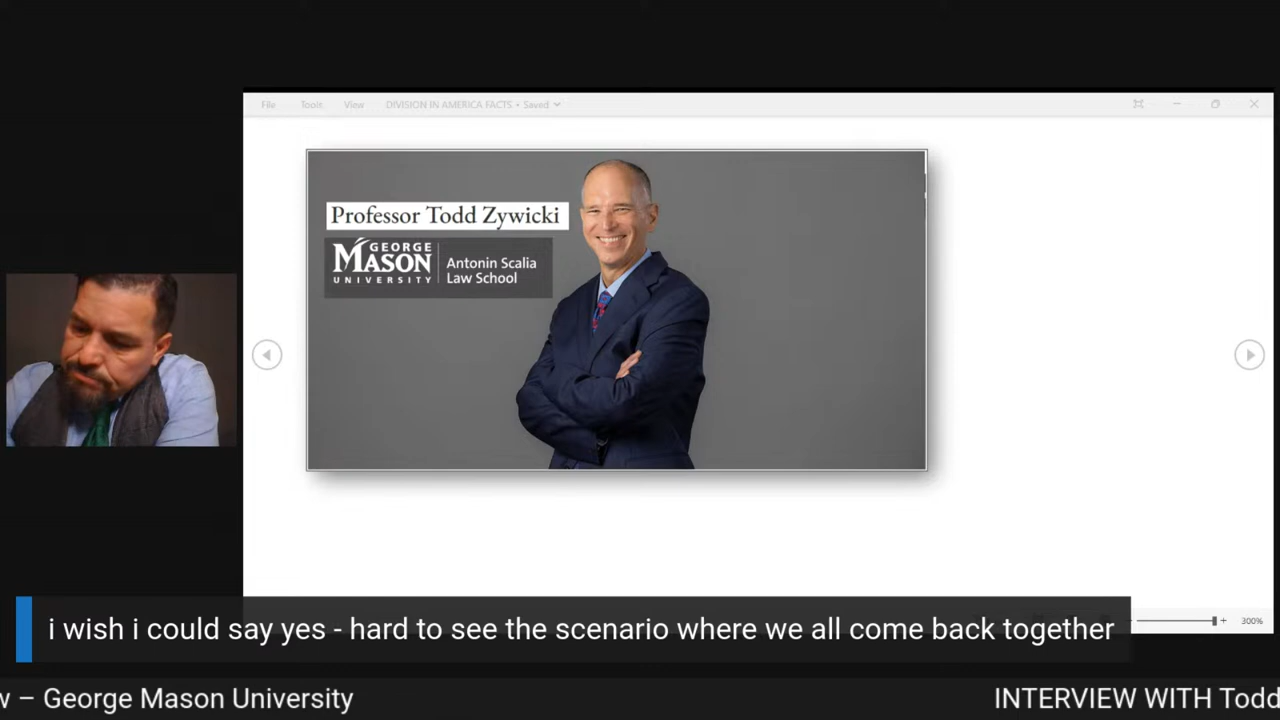 File Tools View DIVISION IN AMERICA FACTS • Saved
Professor Todd Zywicki
GEORGE
MASON
UNIVERSITY
Antonin Scalia
Law School
i wish i could say yes - hard to see the scenario where we all come back together
300%
w – George Mason University
INTERVIEW WITH Todd